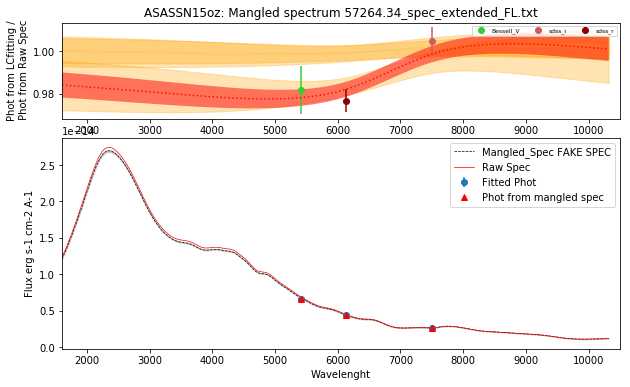 ASASSN15oz: Mangled spectrum 57264.34_spec_extended_FL.txt
Phot from LCfitting /
Phot from Raw Spec
1.00
0.98
Bessell_V
sdss_i
sdss_r
2000 3000 4000 5000 6000 7000 8000 9000 10000
1e−14
Flux erg s-1 cm-2 A-1
2.5
2.0
1.5
1.0
0.5
0.0
Mangled_Spec FAKE SPEC
Raw Spec
Fitted Phot
Phot from mangled spec
2000 3000 4000 5000 6000 7000 8000 9000 10000
Wavelenght